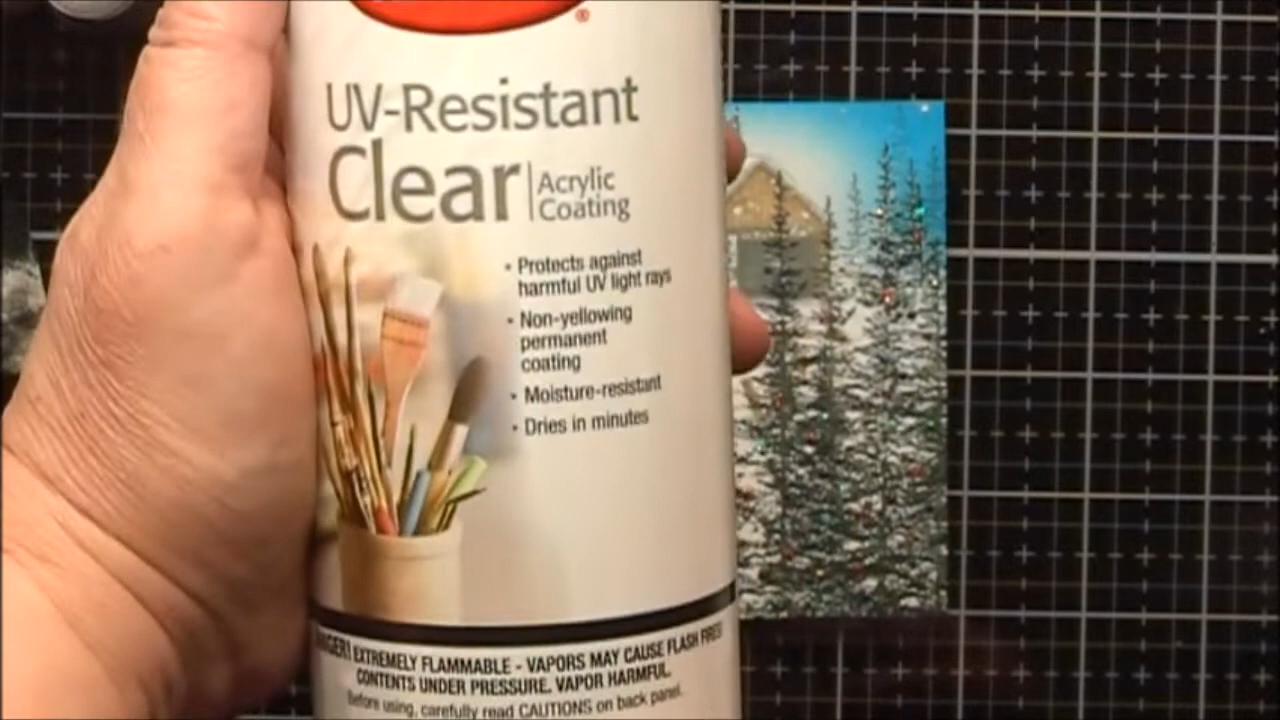 ®
UV-Resistant
Clear
Acrylic
Coating
• Protects against
harmful UV light rays
• Non-yellowing
permanent
coating
• Moisture-resistant
• Dries in minutes
EXTREMELY FLAMMABLE - VAPORS MAY CAUSE FLASH FIRES
CONTENTS UNDER PRESSURE. VAPOR HARMFUL.
Before using, carefully read CAUTIONS on back panel.